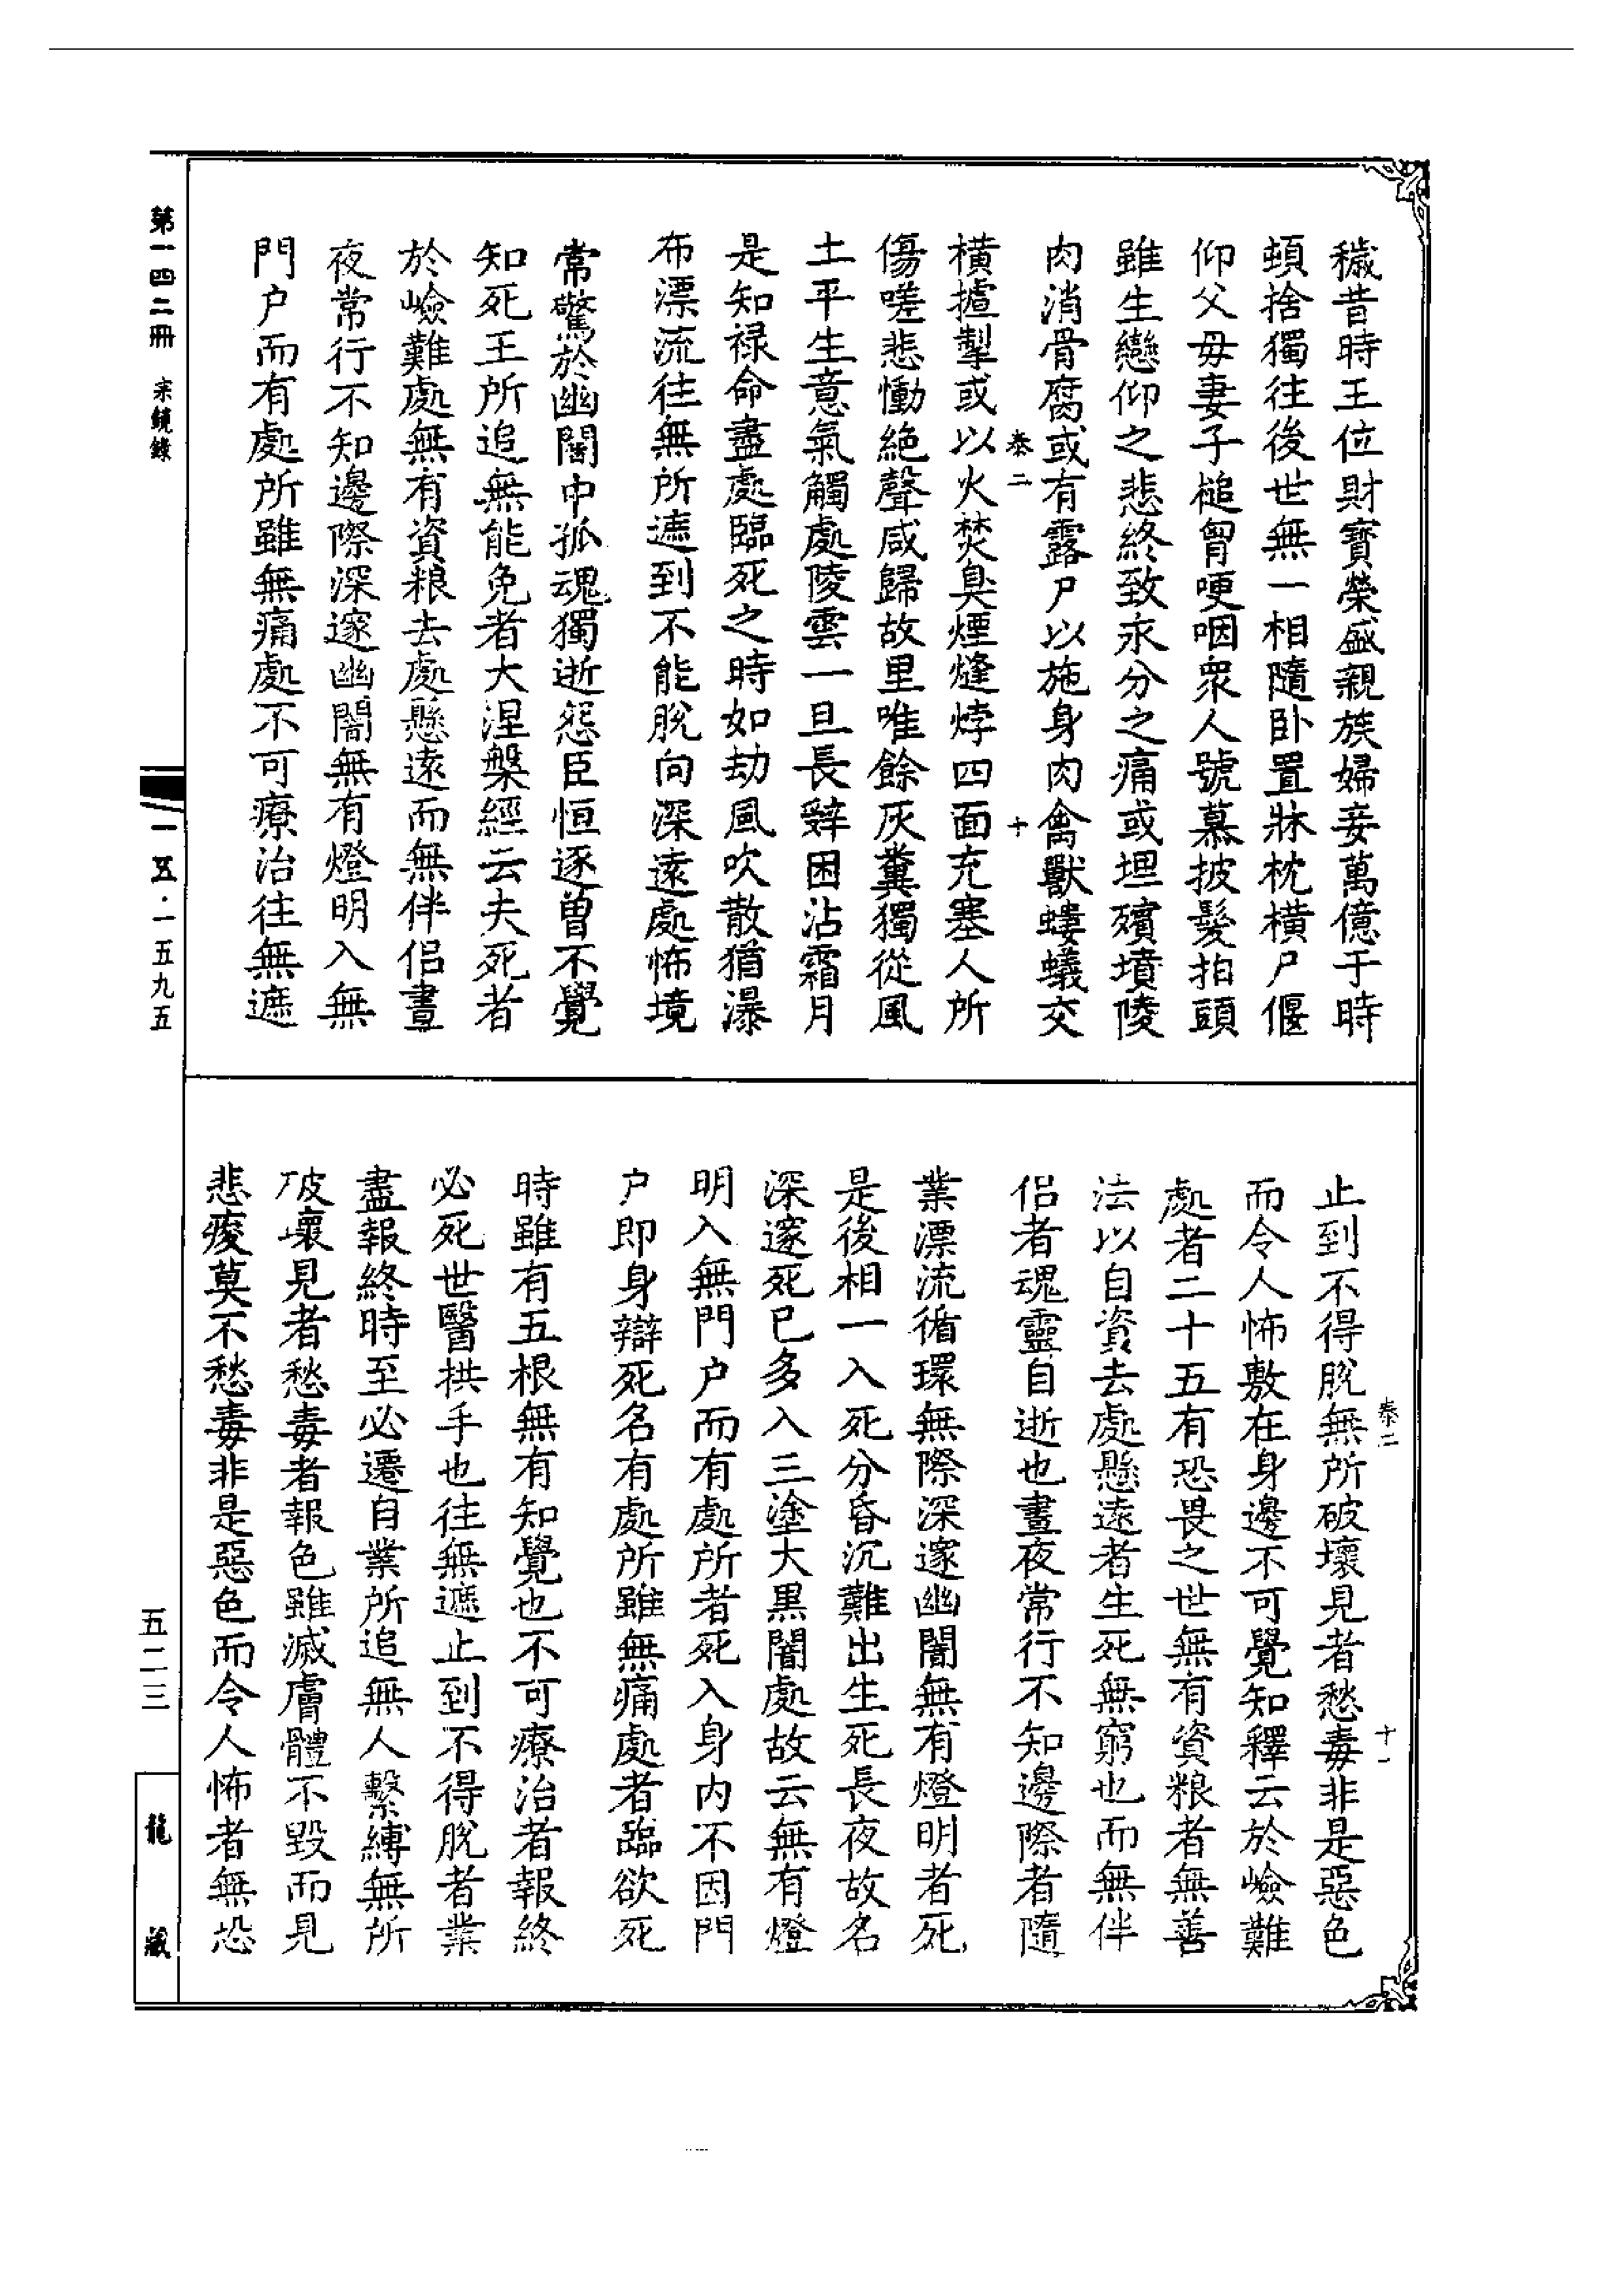 穢昔時王位財寶榮盛親族婦妾萬億于時
頓捨獨往後世無一相隨卧置牀枕横尸偃
仰父毋妻子槌胷哽咽衆人號慕披髮拍頭
雖生戀仰之悲終致永分之痛或坦殯墳陵
肉消骨腐或有露尸以施身肉禽獸螻蟻交
秦二 十
横摣掣或以火焚臭煙熢㶿四面充塞人所
傷嗟悲慟絶聲咸歸故里唯餘灰糞獨從風
土平生意氣觸處陵雲一旦長辤困沾霜月
是知禄命盡處臨死之時如劫風吹散猶瀑
布漂流往無所遮到不能脫向深遠處怖境
常驚於幽闇中孤魂獨逝怨臣恒逐曾不覺
知死王所追無能免者大涅槃經云夫死者
於嶮難處無有資粮去處懸遠而無伴侣晝
夜常行不知邊際深邃幽闇無有燈明入無
門户而有處所雖無痛處不可療治往無遮
第一四二册 宗鏡錄
一五·一五九五
秦二 十一
止到不得脫無所破壞見者愁毒非是惡色
而令人怖敷在身邊不可覺知釋云於嶮難
處者二十五有恐畏之世無有資粮者無善
法以自資去處懸遠者生死無窮也而無伴
侣者魂靈自逝也晝夜常行不知邊際者隨
業漂流循環無際深邃幽闇無有燈明者死
是後相一入死分昏沉難出生死長夜故名
深邃死已多入三塗大黒闇處故云無有燈
明入無門户而有處所者死入身内不因門
户即身辯死名有處所雖無痛處者臨欲死
時雖有五根無有知覺也不可療治者報終
必死世醫拱手也往無遮止到不得脫者業
盡報終時至必遷自業所追無人繫縛無所
破壞見者愁毒者報色雖滅膚體不毀而見
悲痠莫不愁毒非是惡色而令人怖者無恐
五二三
龍藏